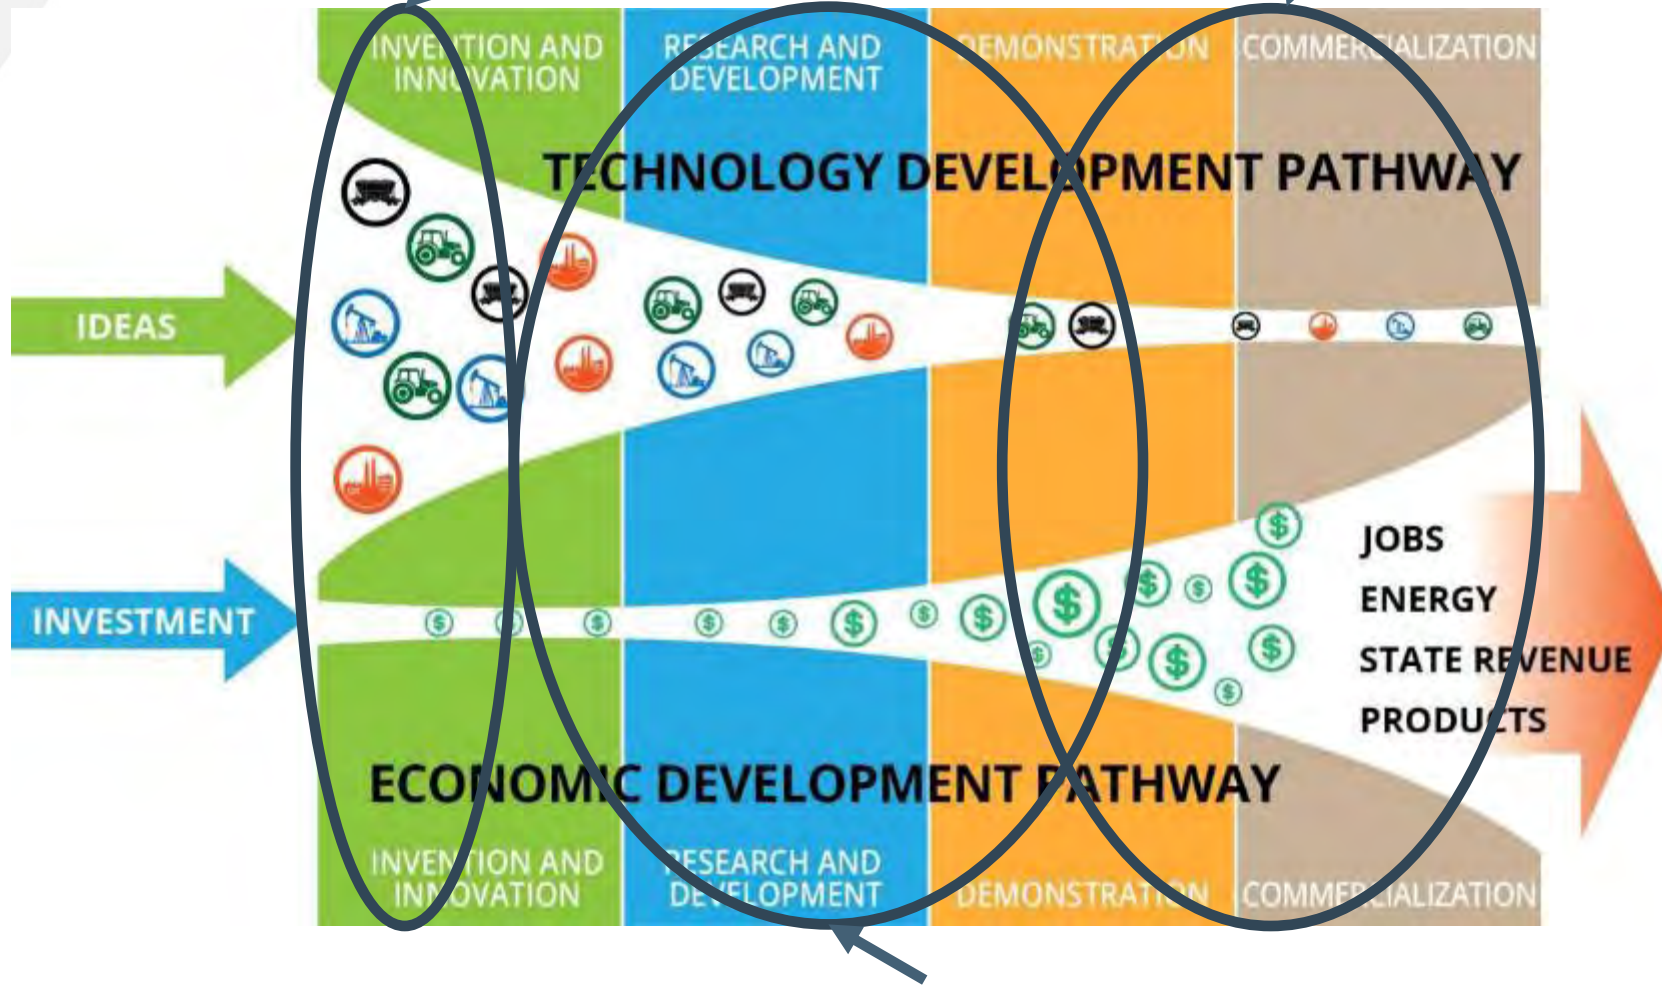 INVENTION AND
INNOVATION
RESEARCH AND
DEVELOPMENT
DEMONSTRATION
COMMERCIALIZATION
TECHNOLOGY DEVELOPMENT PATHWAY
IDEAS
INVESTMENT
$ $ $ $ $ $ $ $ $ $ $ $ $ $ $ $ $ $
JOBS
ENERGY
STATE REVENUE
PRODUCTS
ECONOMIC DEVELOPMENT PATHWAY
INVENTION AND
INNOVATION
RESEARCH AND
DEVELOPMENT
DEMONSTRATION
COMMERCIALIZATION